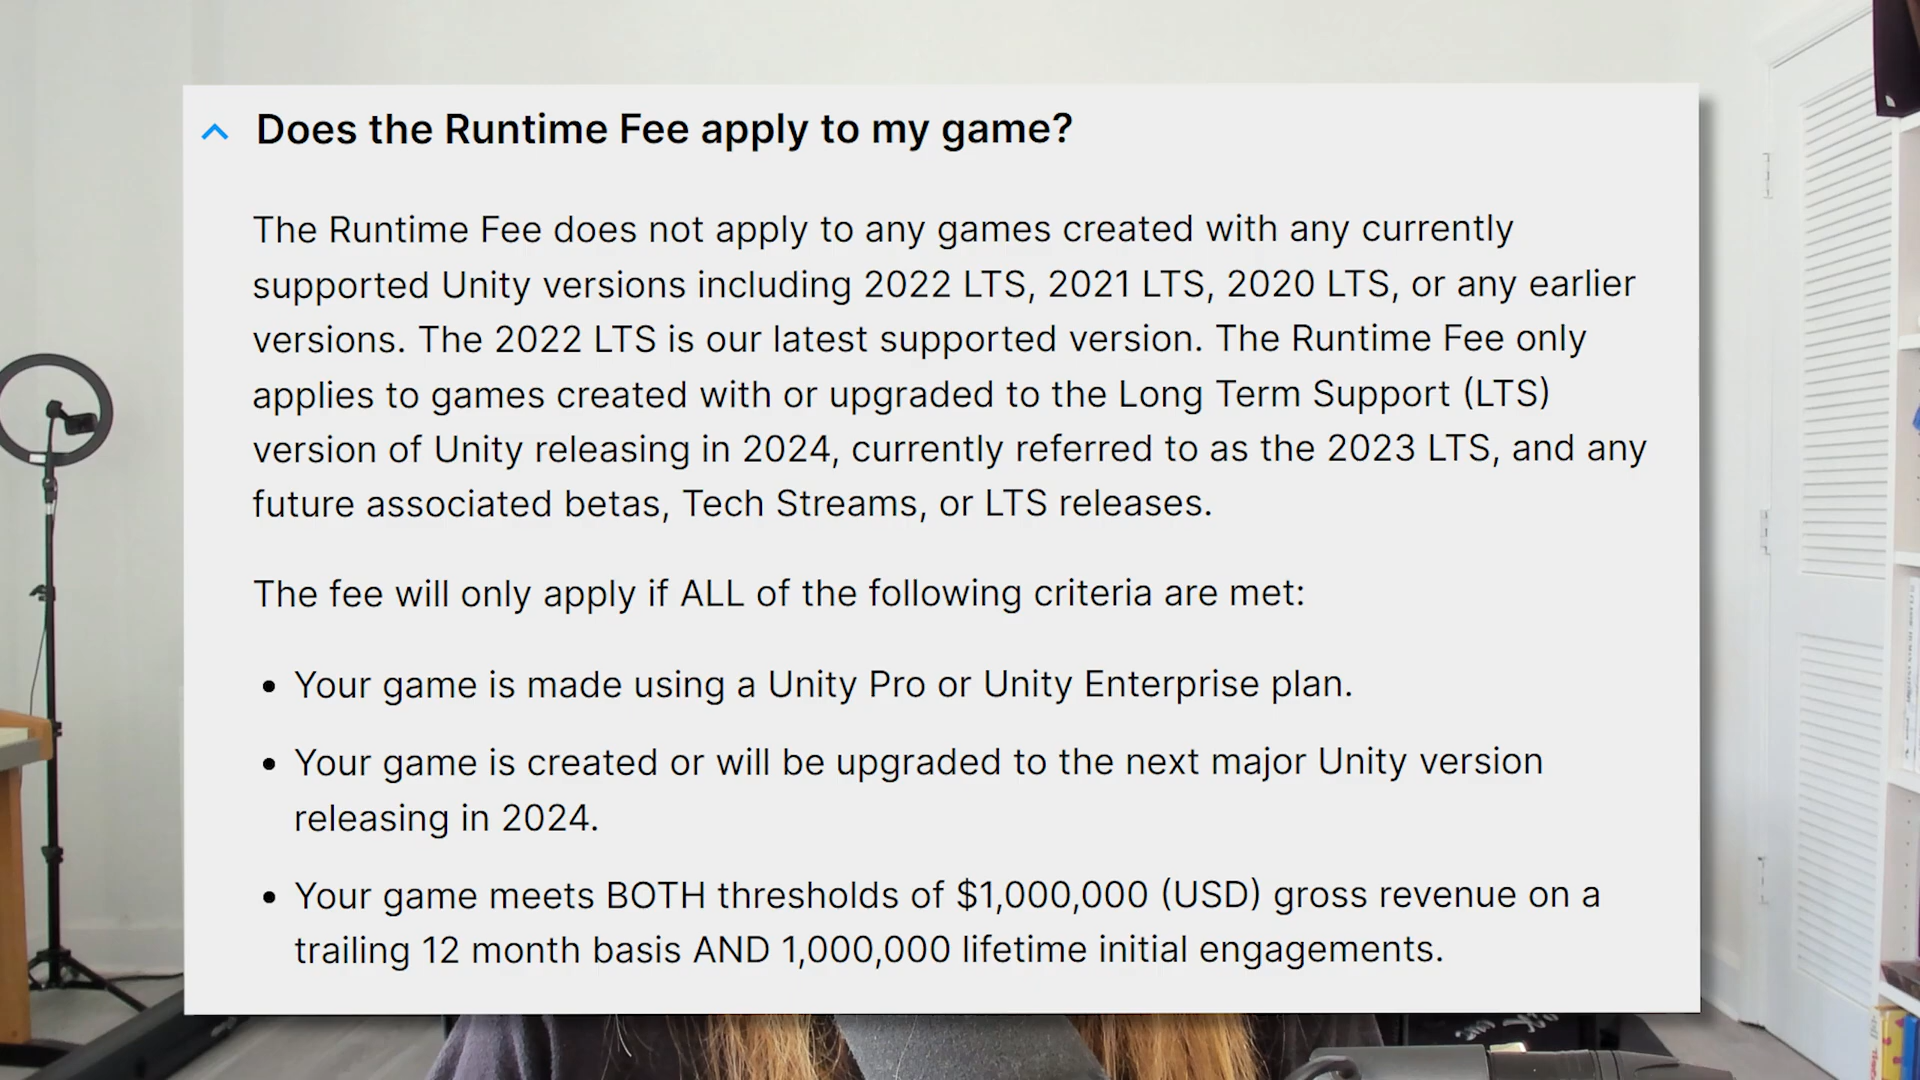 Does the Runtime Fee apply to my game?
The Runtime Fee does not apply to any games created with any currently
supported Unity versions including 2022 LTS, 2021 LTS, 2020 LTS, or any earlier
versions. The 2022 LTS is our latest supported version. The Runtime Fee only
applies to games created with or upgraded to the Long Term Support (LTS)
version of Unity releasing in 2024, currently referred to as the 2023 LTS, and any
future associated betas, Tech Streams, or LTS releases.
The fee will only apply if ALL of the following criteria are met:
• Your game is made using a Unity Pro or Unity Enterprise plan.
• Your game is created or will be upgraded to the next major Unity version
releasing in 2024.
• Your game meets BOTH thresholds of $1,000,000 (USD) gross revenue on a
trailing 12 month basis AND 1,000,000 lifetime initial engagements.